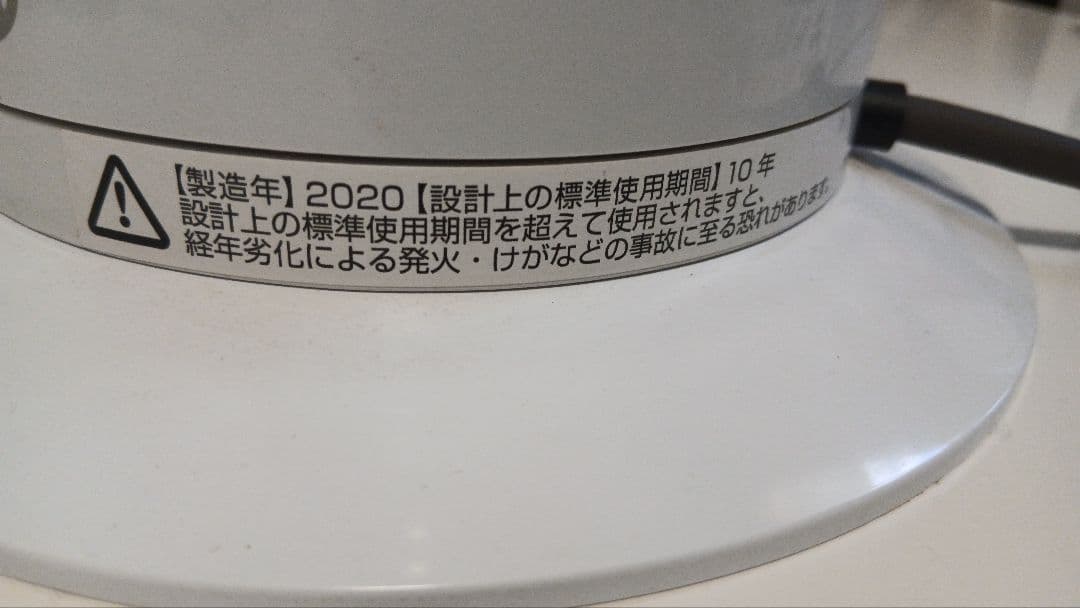 【製造年】2020【設計上の標準使用期間】10年
設計上の標準使用期間を超えて使用されますと、
経年劣化による発火・けがなどの事故に至る恐れがあります。